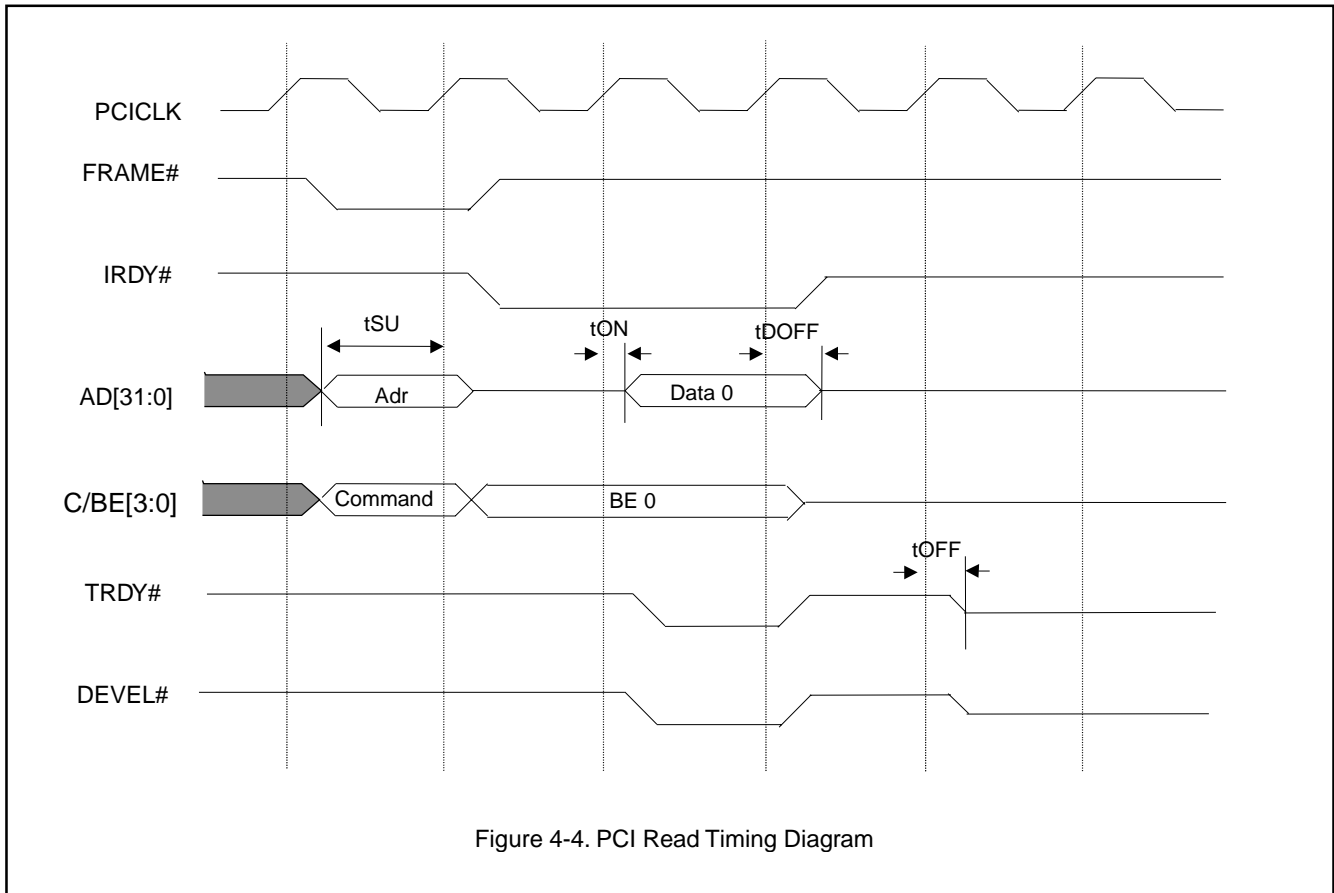 PCICLK
FRAME#
IRDY#
tSU
tON
tDOFF
AD[31:0]
Adr
Data 0
C/BE[3:0]
Command
BE 0
tOFF
TRDY#
DEVEL#
Figure 4-4. PCI Read Timing Diagram